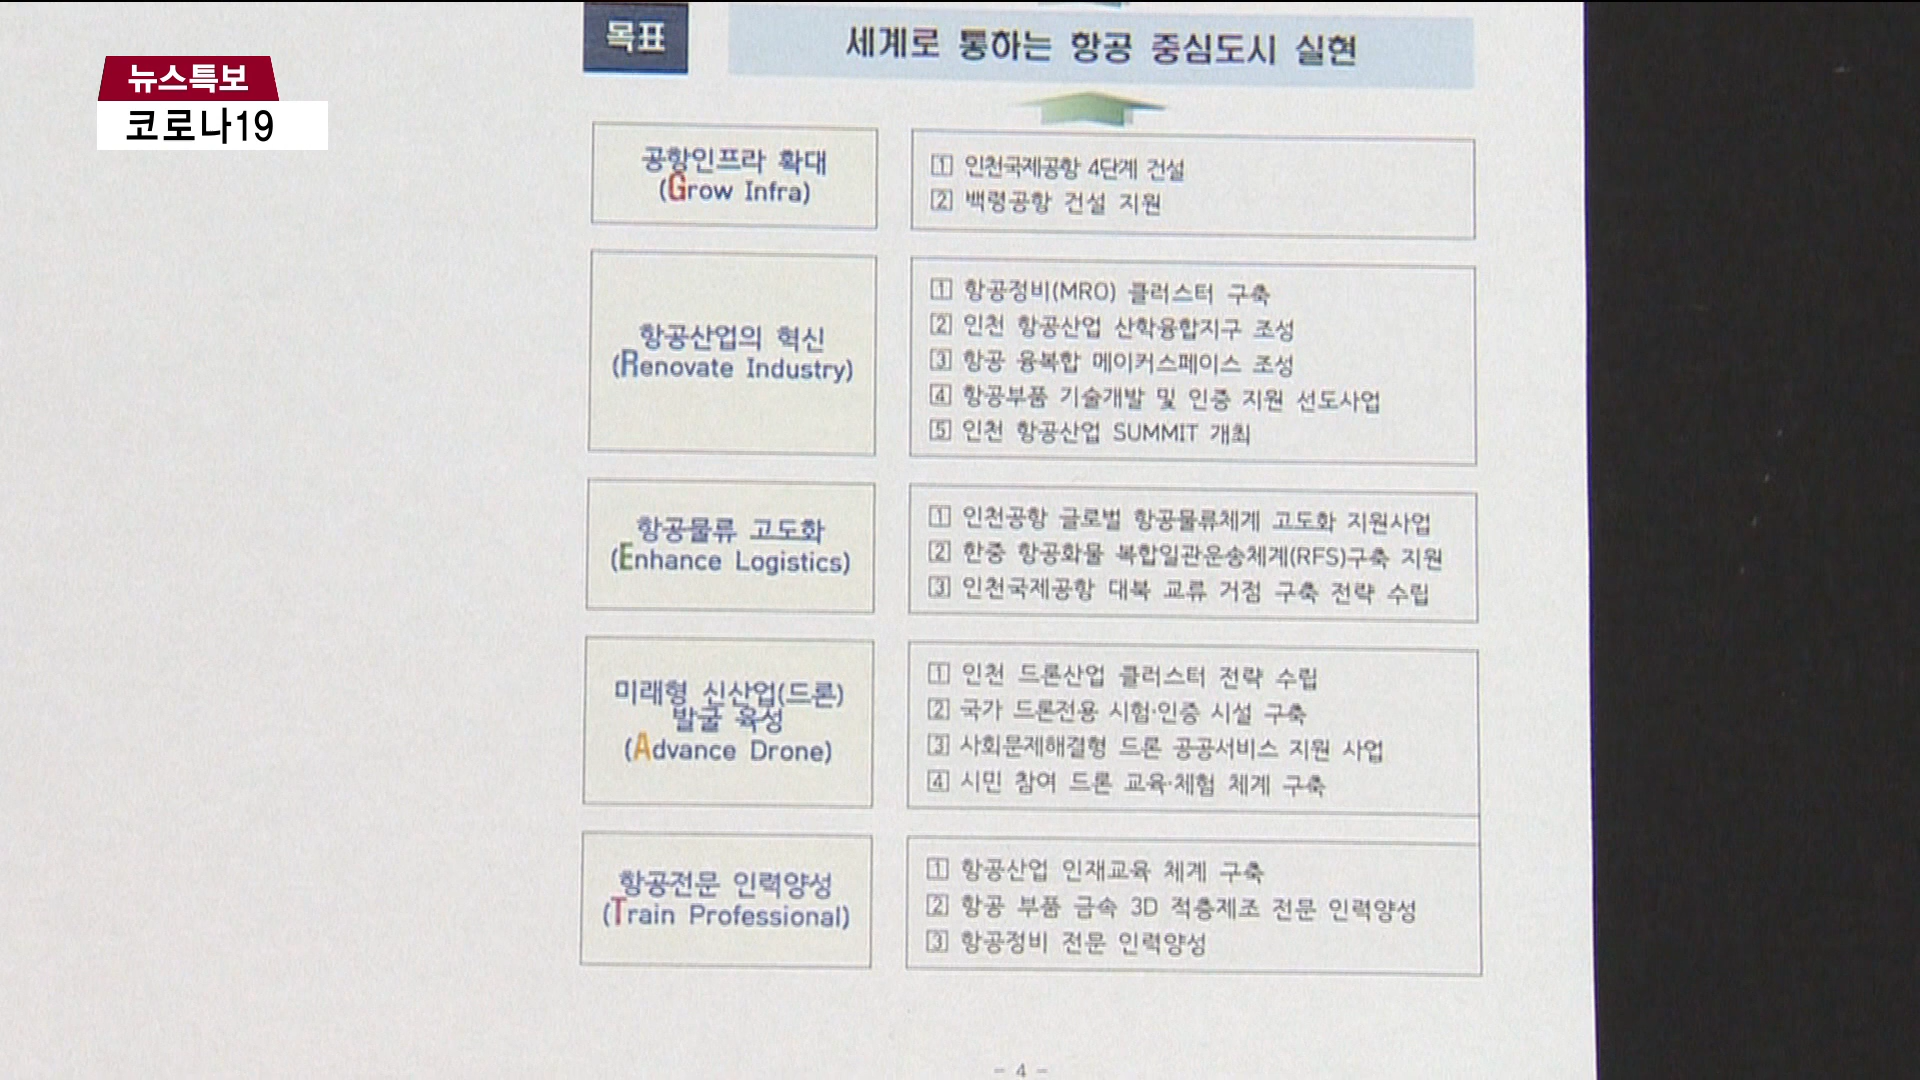 뉴스특보
코로나19
목표
세계로 통하는 항공 중심도시 실현
공항인프라 확대
(Grow Infra)
1 인천국제공항 4단계 건설
2 백령공항 건설 지원
항공산업의 혁신
(Renovate Industry)
1 항공정비(MRO) 클러스터 구축
2 인천 항공산업 산학융합지구 조성
3 항공 융복합 메이커스페이스 조성
4 항공부품 기술개발 및 인증 지원 선도사업
5 인천 항공산업 SUMMIT 개최
항공물류 고도화
(Enhance Logistics)
1 인천공항 글로벌 항공물류체계 고도화 지원사업
2 한중 항공화물 복합일관운송체계(RFS)구축 지원
3 인천국제공항 대북 교류 거점 구축 전략 수립
미래형 신산업(드론)
발굴 육성
(Advance Drone)
1 인천 드론산업 클러스터 전략 수립
2 국가 드론전용 시험·인증 시설 구축
3 사회문제해결형 드론 공공서비스 지원 사업
4 시민 참여 드론 교육·체험 체계 구축
항공전문 인력양성
(Train Professional)
1 항공산업 인재교육 체계 구축
2 항공 부품 금속 3D 적층제조 전문 인력양성
3 항공정비 전문 인력양성
- 4 -